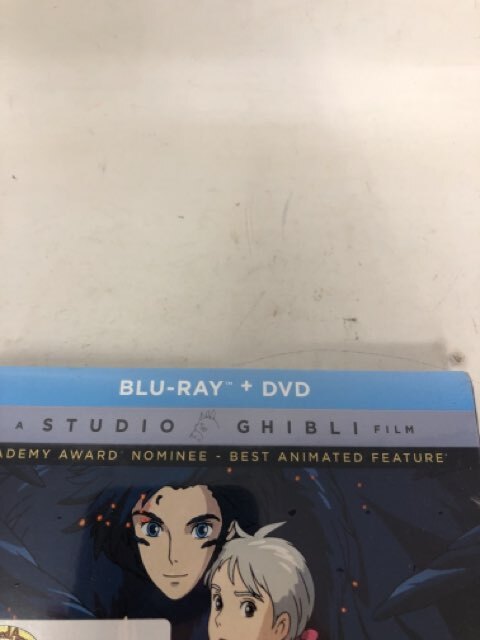 BLU-RAY™ + DVD
A STUDIO GHIBLI FILM
ADEMY AWARD® NOMINEE - BEST ANIMATED FEATURE®